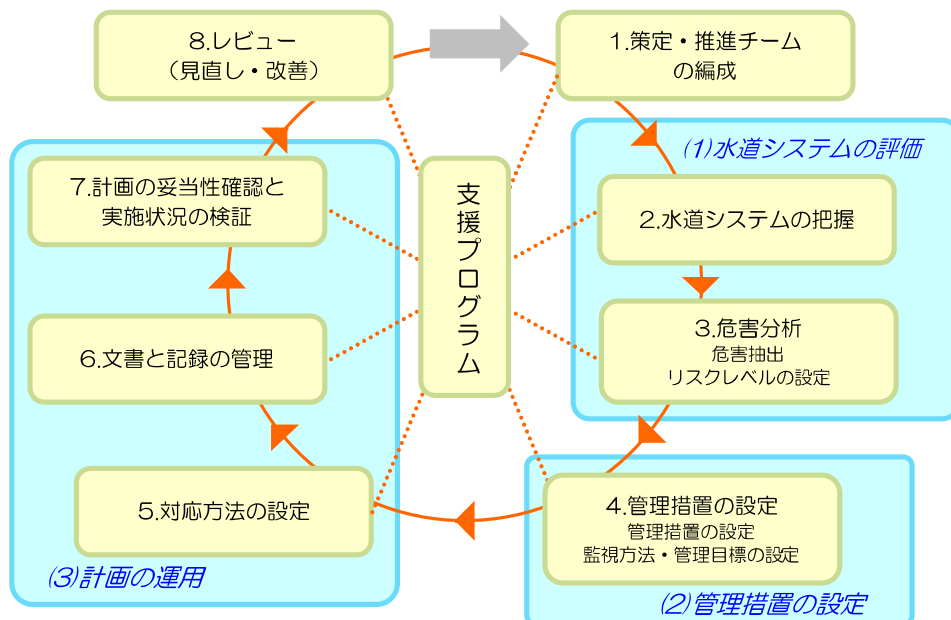 8.レビュー
（見直し・改善）
1.策定・推進チーム
の編成
(1)水道システムの評価
2.水道システムの把握
3.危害分析
危害抽出
リスクレベルの設定
4.管理措置の設定
管理措置の設定
監視方法・管理目標の設定
(2)管理措置の設定
5.対応方法の設定
(3)計画の運用
6.文書と記録の管理
7.計画の妥当性確認と
実施状況の検証
支援プログラム